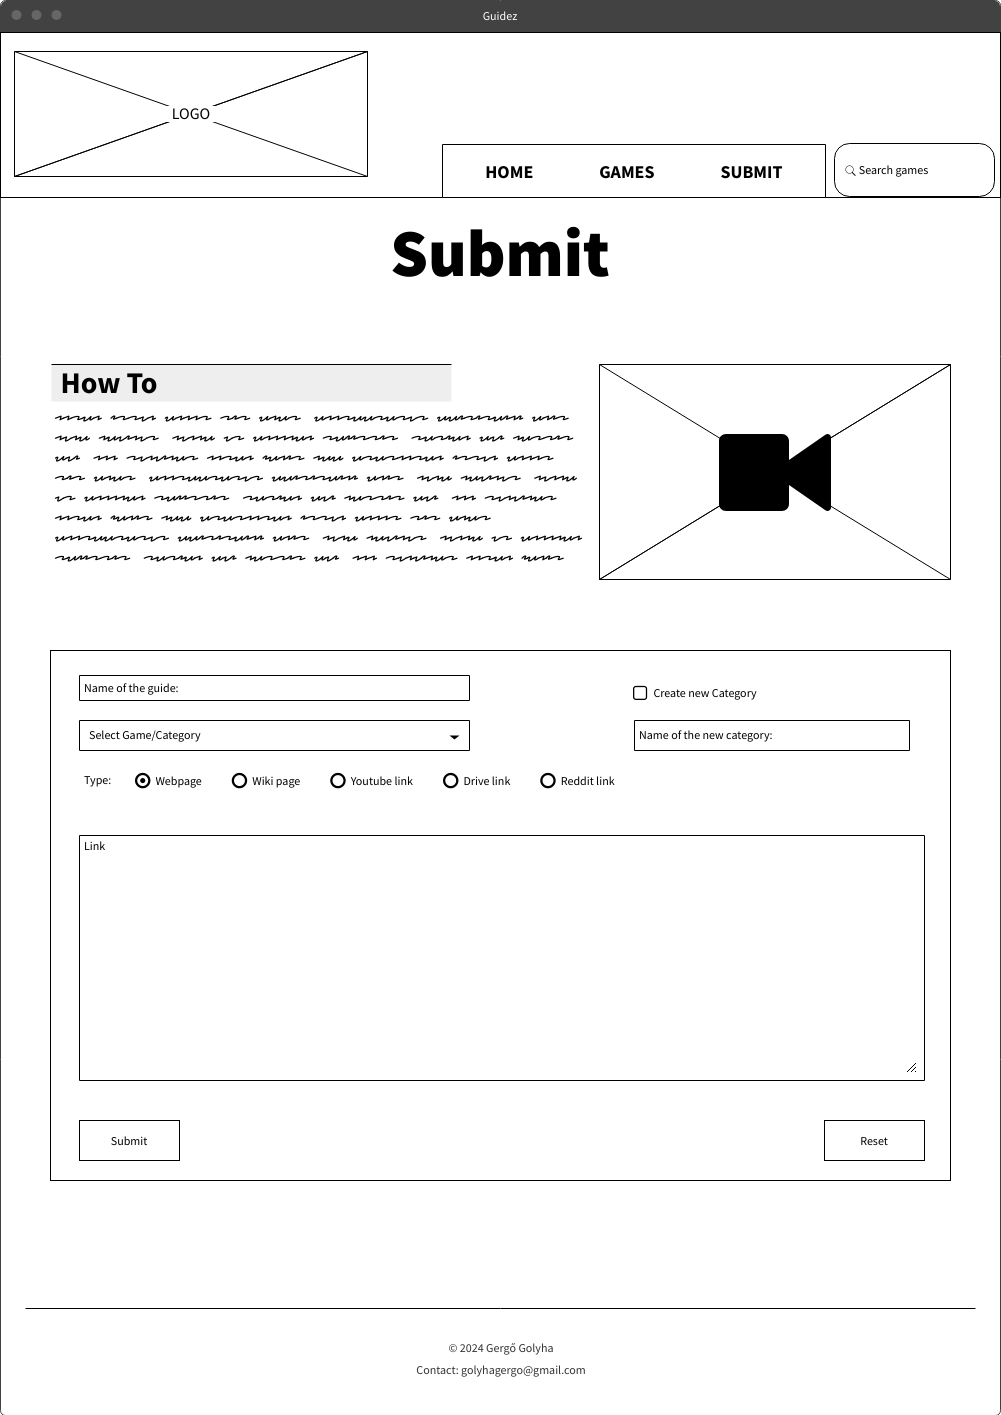 Guidez
LOGO
HOME GAMES SUBMIT
Search games
Submit
How To
Name of the guide:
Create new Category
Select Game/Category
Name of the new category:
Type: Webpage Wiki page Youtube link Drive link Reddit link
Link
Submit
Reset
© 2024 Gergő Golyha
Contact: golyhagergo@gmail.com